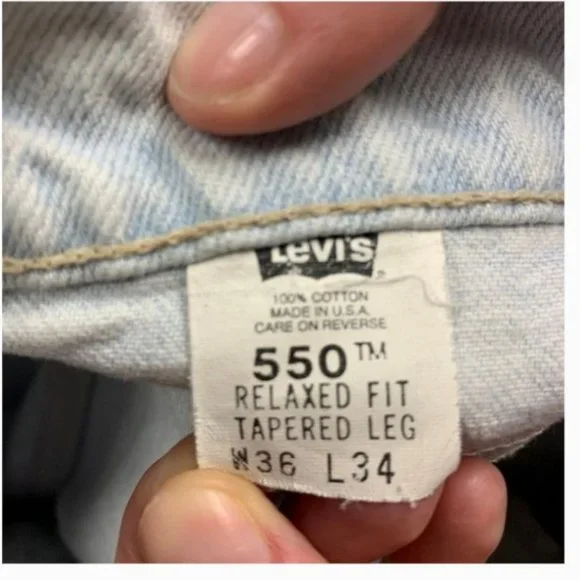 Levi's
100% COTTON
MADE IN U.S.A.
CARE ON REVERSE
550™
RELAXED FIT
TAPERED LEG
W36 L34